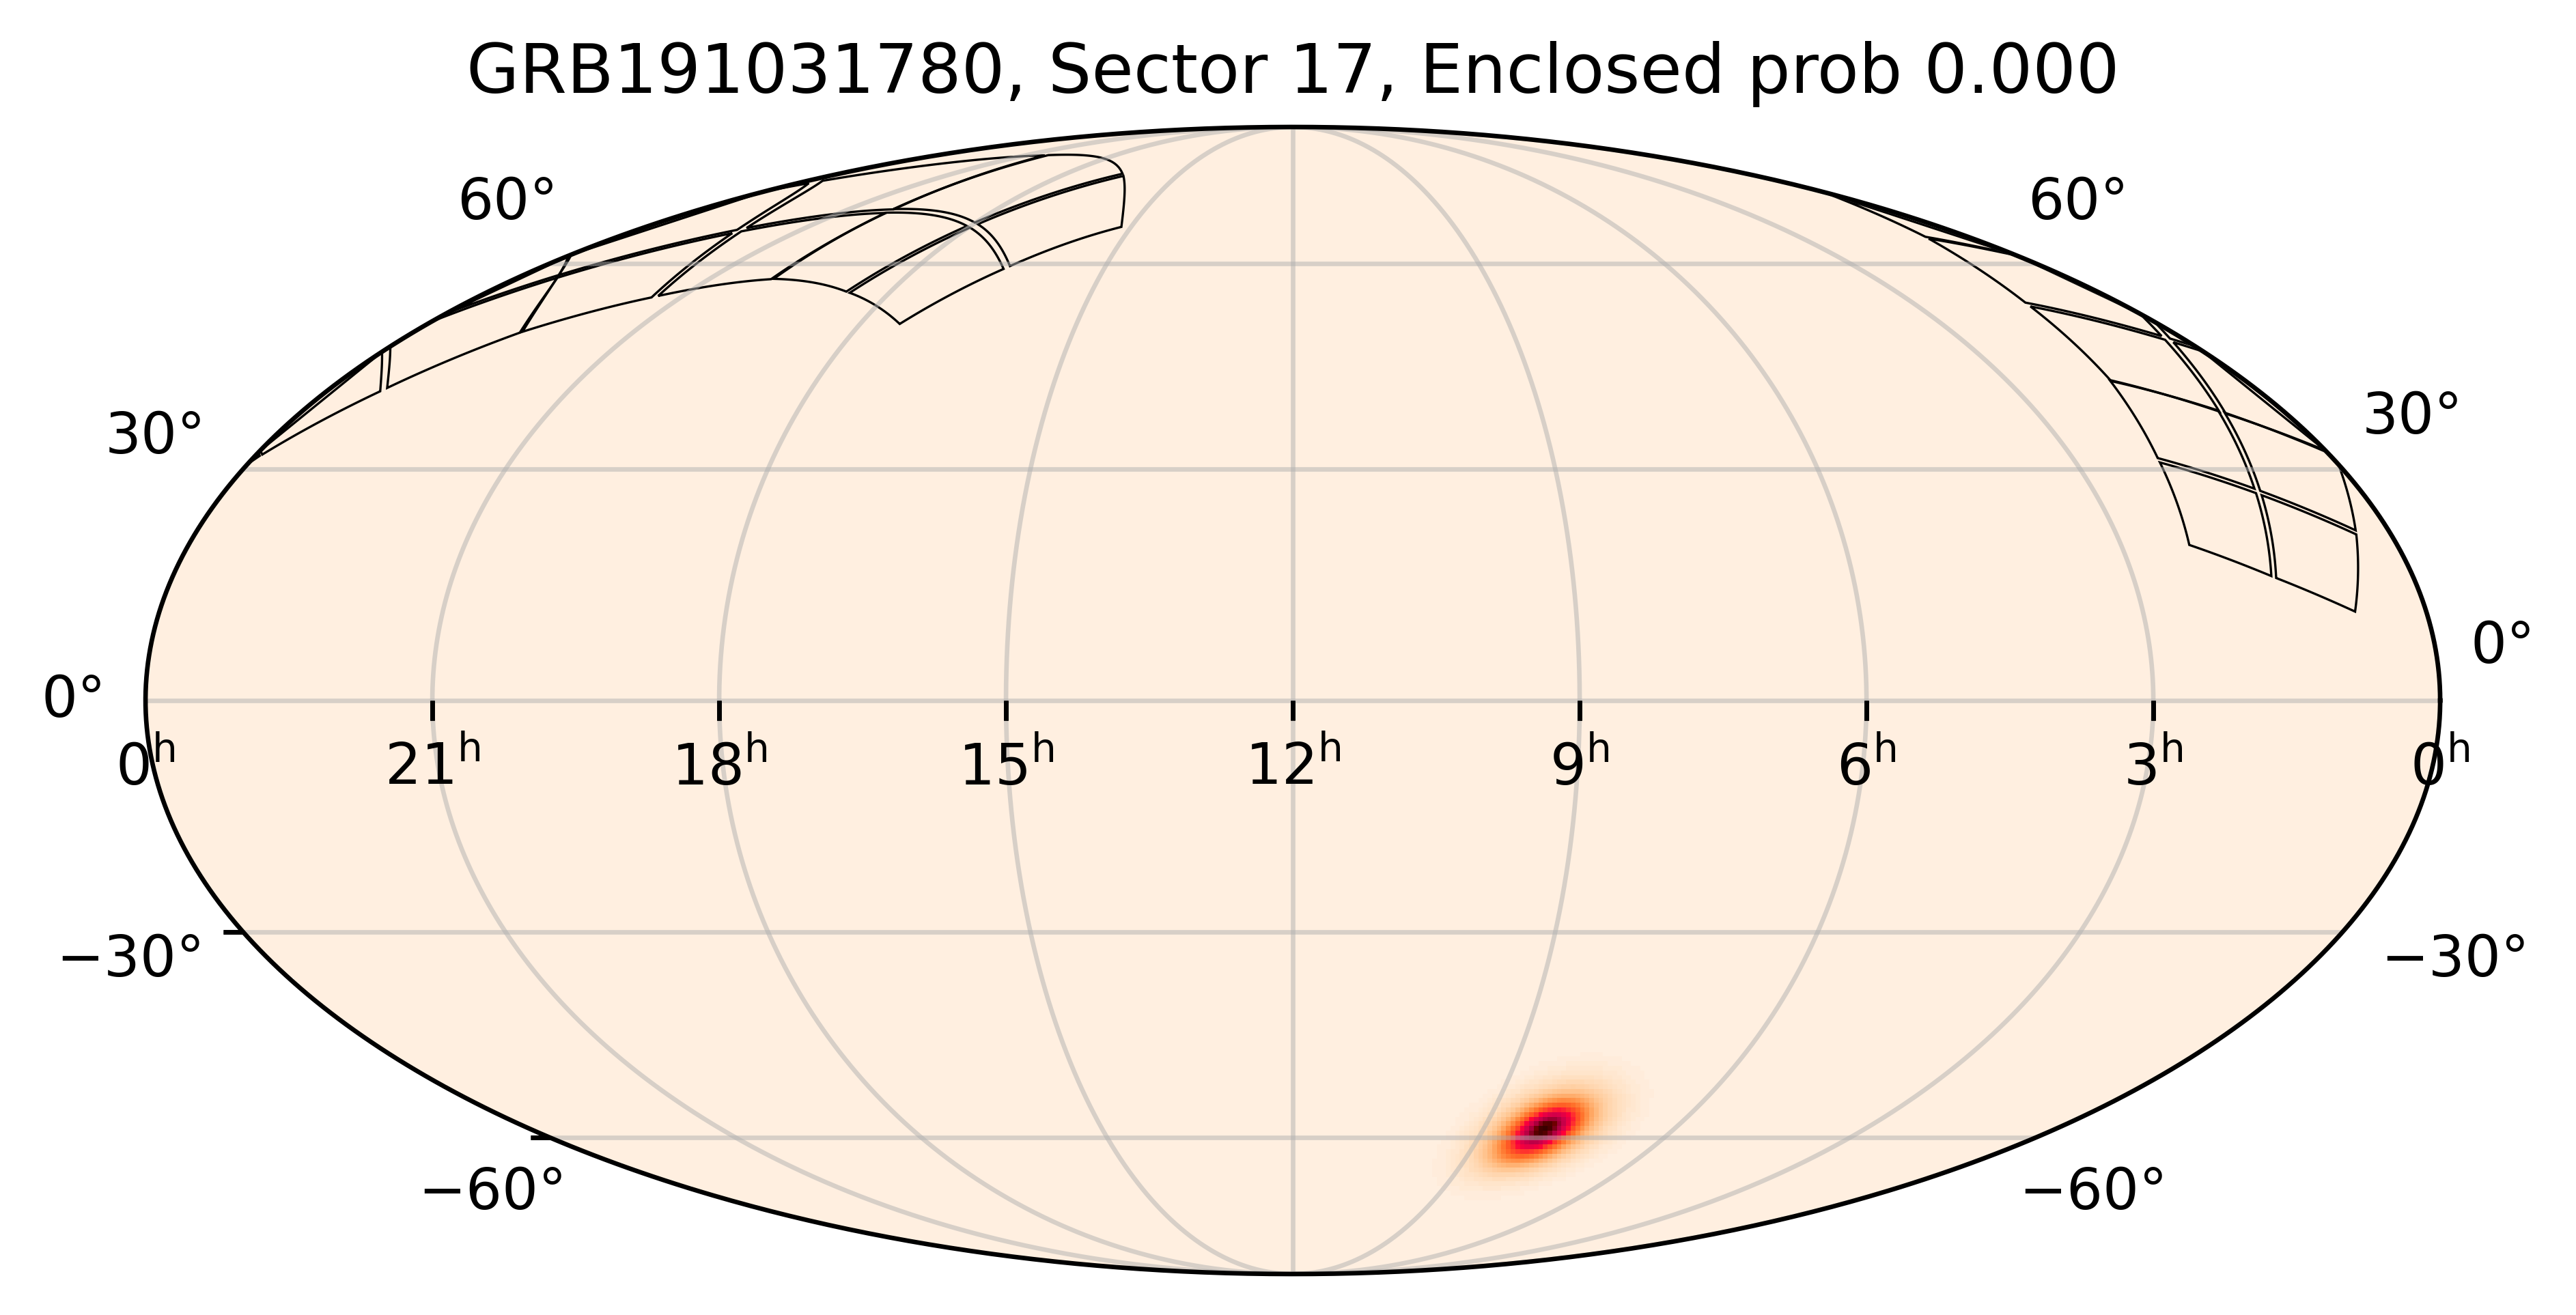 GRB191031780, Sector 17, Enclosed prob 0.000
60° 60°
30° 30°
0° 0°
0ʰ 21ʰ 18ʰ 15ʰ 12ʰ 9ʰ 6ʰ 3ʰ 0ʰ
−30° −30°
−60° −60°